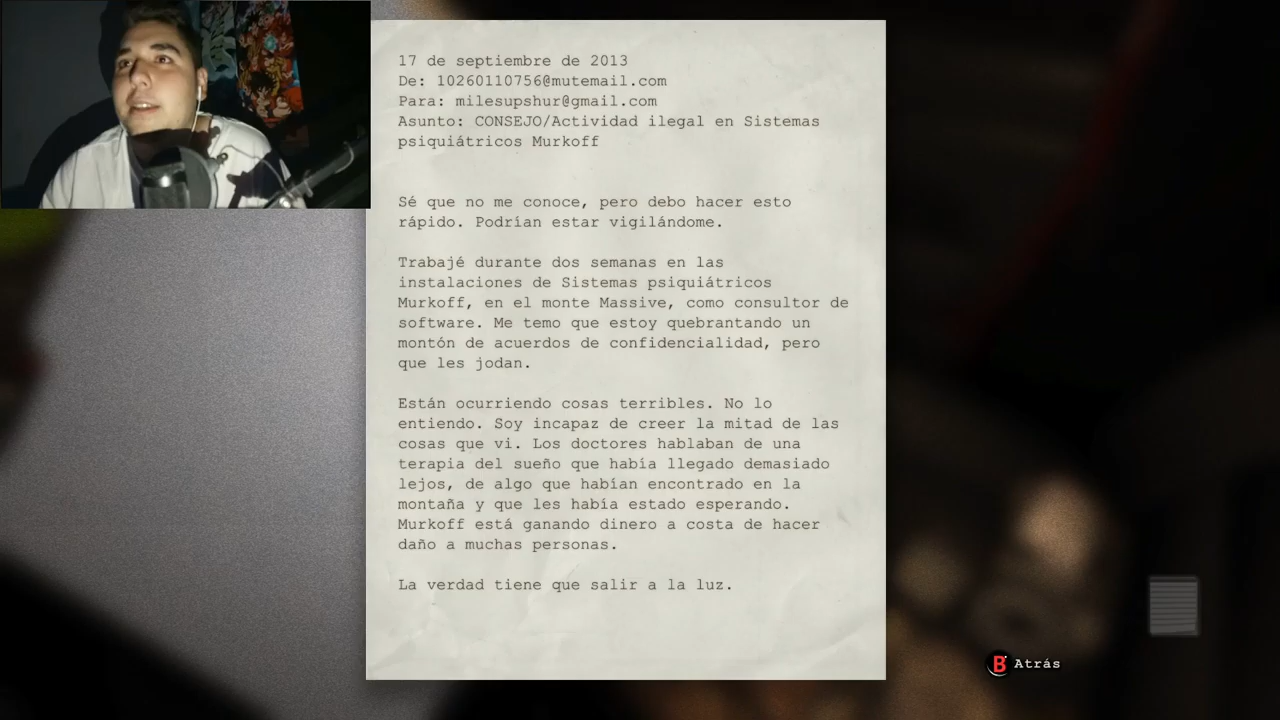 17 de septiembre de 2013
De: 10260110756@mutemail.com
Para: milesupshur@gmail.com
Asunto: CONSEJO/Actividad ilegal en Sistemas
psiquiátricos Murkoff
Sé que no me conoce, pero debo hacer esto
rápido. Podrían estar vigilándome.
Trabajé durante dos semanas en las
instalaciones de Sistemas psiquiátricos
Murkoff, en el monte Massive, como consultor de
software. Me temo que estoy quebrantando un
montón de acuerdos de confidencialidad, pero
que les jodan.
Están ocurriendo cosas terribles. No lo
entiendo. Soy incapaz de creer la mitad de las
cosas que vi. Los doctores hablaban de una
terapia del sueño que había llegado demasiado
lejos, de algo que habían encontrado en la
montaña y que les había estado esperando.
Murkoff está ganando dinero a costa de hacer
daño a muchas personas.
La verdad tiene que salir a la luz.
B Atrás